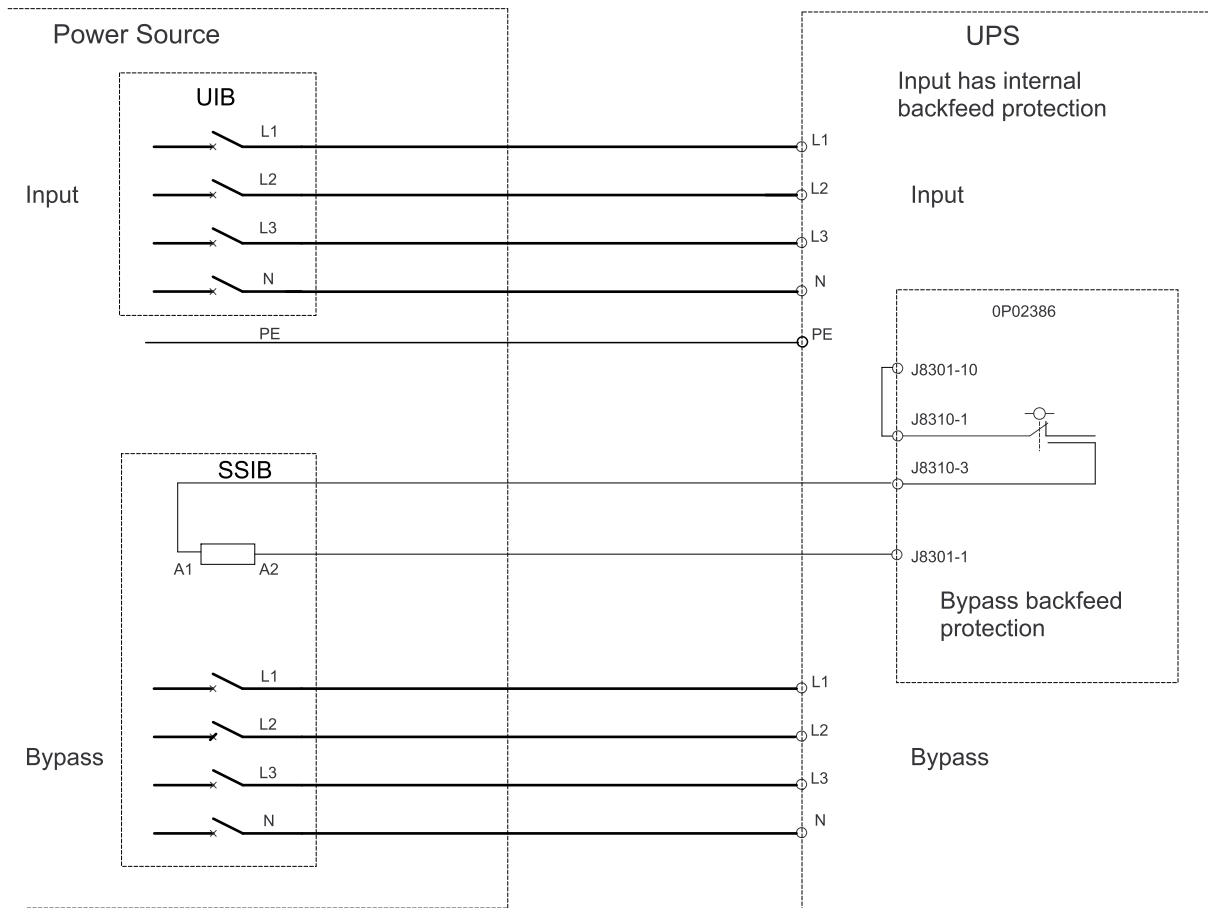 Power Source
UPS
UIB
Input has internal
backfeed protection
L1
L1
L2
L2
Input
Input
L3
L3
N
N
0P02386
PE
PE
J8301-10
J8310-1
SSIB
J8310-3
A1
A2
J8301-1
Bypass backfeed
protection
L1
L1
L2
L2
Bypass
Bypass
L3
L3
N
N